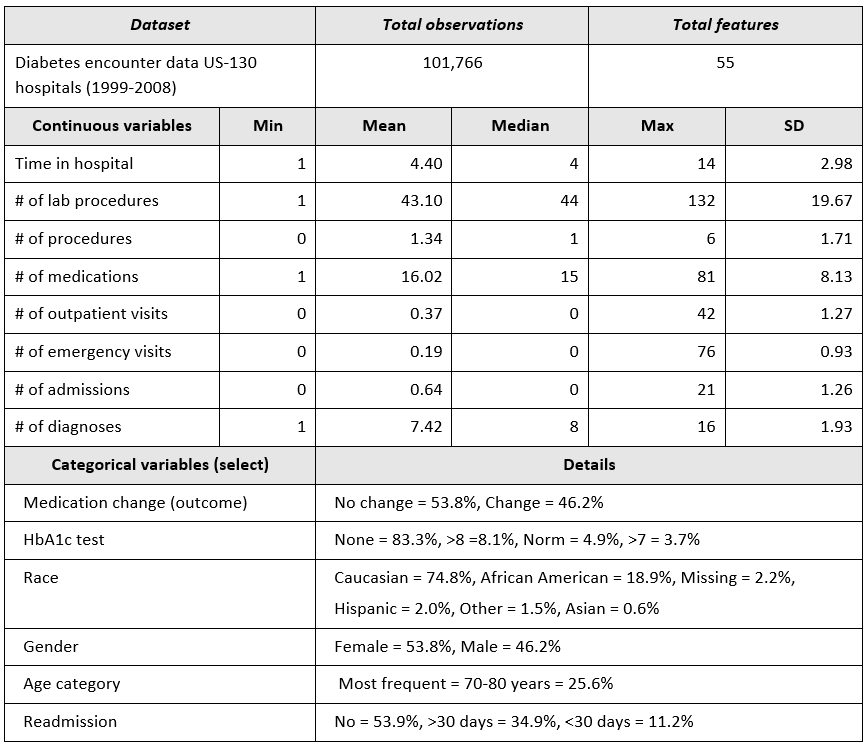 Dataset Total observations Total features
Diabetes encounter data US-130 101,766 55
hospitals (1999-2008)
Continuous variables Min Mean Median Max SD
Time in hospital 1 4.40 4 14 2.98
# of lab procedures 1 43.10 44 132 19.67
# of procedures 0 1.34 1 6 1.71
# of medications 1 16.02 15 81 8.13
# of outpatient visits 0 0.37 0 42 1.27
# of emergency visits 0 0.19 0 76 0.93
# of admissions 0 0.64 0 21 1.26
# of diagnoses 1 7.42 8 16 1.93
Categorical variables (select) Details
Medication change (outcome) No change = 53.8%, Change = 46.2%
HbA1c test None = 83.3%, >8 =8.1%, Norm = 4.9%, >7 = 3.7%
Race Caucasian = 74.8%, African American = 18.9%, Missing = 2.2%,
Hispanic = 2.0%, Other = 1.5%, Asian = 0.6%
Gender Female = 53.8%, Male = 46.2%
Age category Most frequent = 70-80 years = 25.6%
Readmission No = 53.9%, >30 days = 34.9%, <30 days = 11.2%